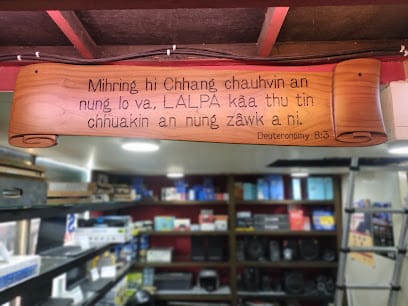 Mihring hi Chhang chauhvin an
nung lo va, LALPA kâa thu tin
chhuakin an nung zâwk a ni.
Deuteronomy 8:3